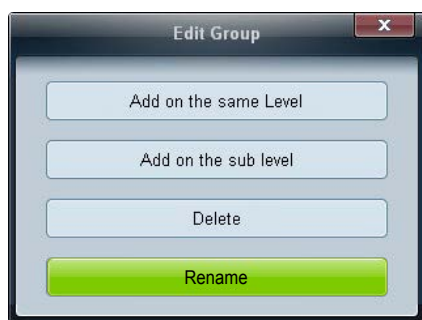 Edit Group
x
Add on the same Level
Add on the sub level
Delete
Rename